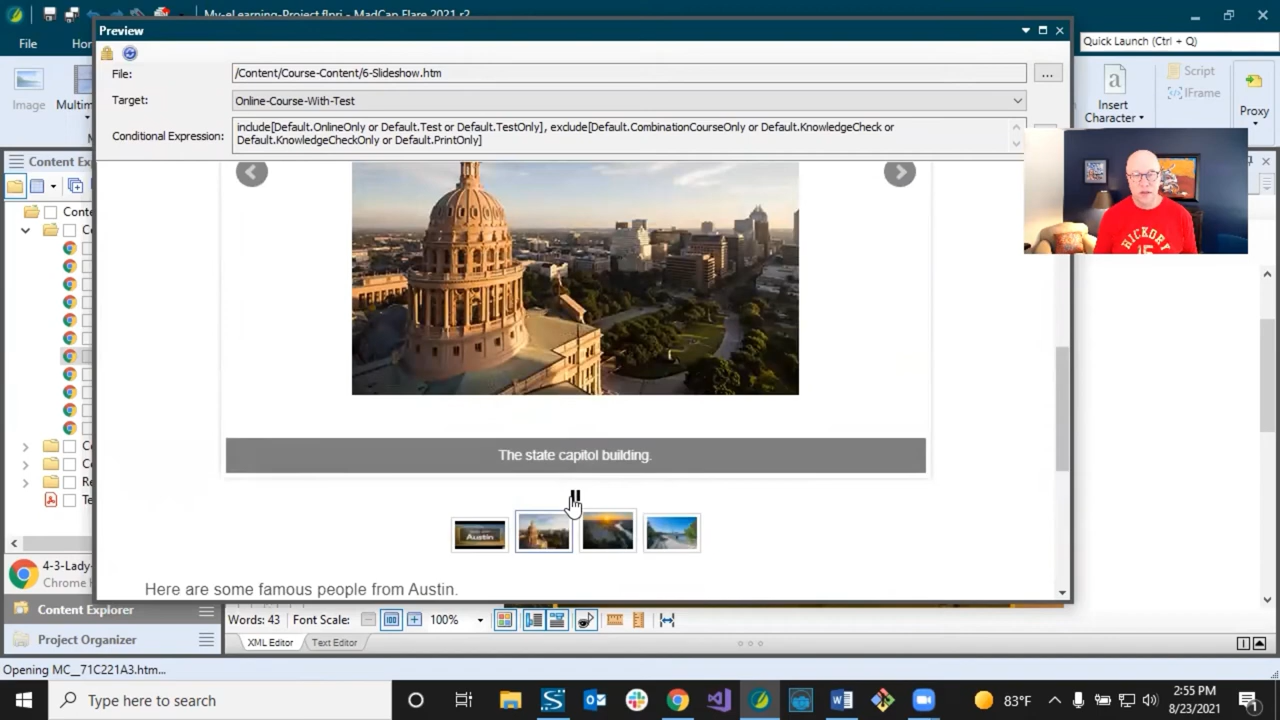 My-eLearning-Project.flprj - MadCap Flare 2021 r2
Preview
File
Quick Launch (Ctrl + Q)
File:
/Content/Course-Content/6-Slideshow.htm
...
Script
Image
Target:
Online-Course-With-Test
IFrame
Insert
Character
Proxy
Conditional Expression:
include[Default.OnlineOnly or Default.Test or Default.TestOnly], exclude[Default.CombinationCourseOnly or Default.KnowledgeCheck or
Default.KnowledgeCheckOnly or Default.PrintOnly]
HICKORY
15
The state capitol building.
Austin
Here are some famous people from Austin.
4-3-Lady-
Chrome
Content Explorer
Words: 43
Font Scale:
100%
Project Organizer
XML Editor
Text Editor
Opening MC__71C221A3.htm...
Type here to search
83°F
2:55 PM
8/23/2021
1